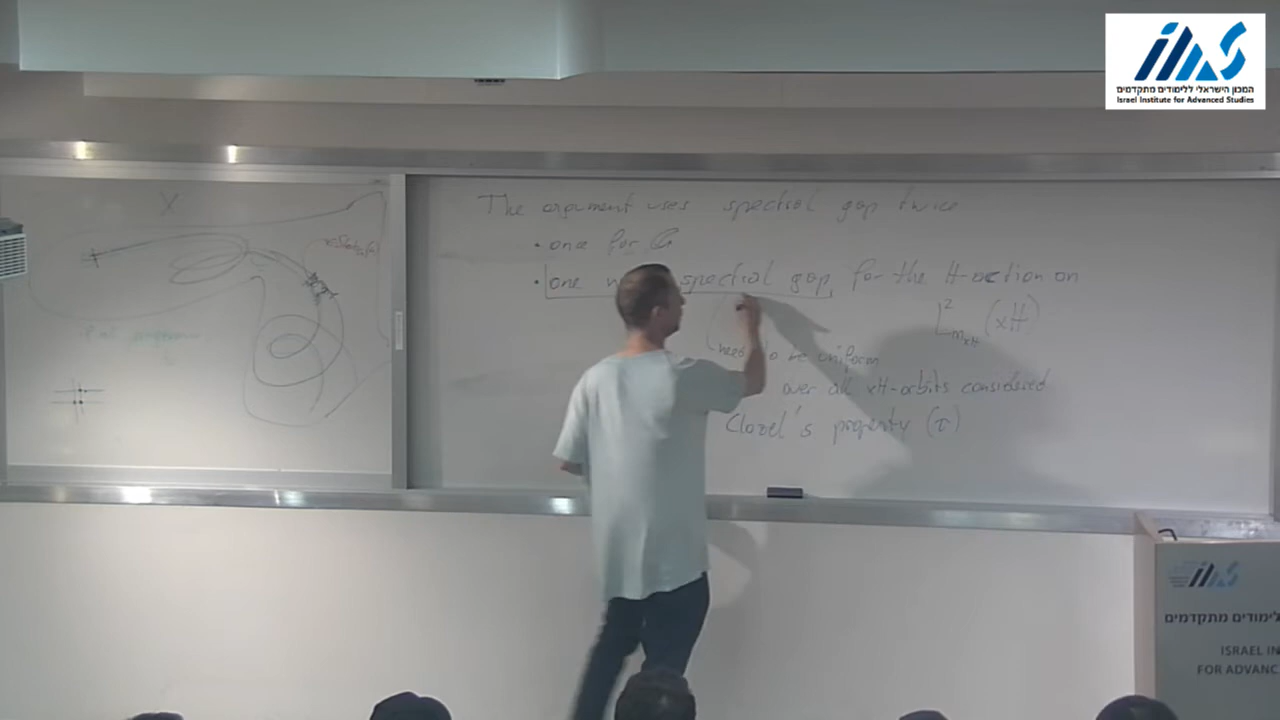 המכון הישראלי ללימודים מתקדמים
Israel Institute for Advanced Studies
X
The argument uses spectral gap twice
• one for G
• one spectral gap for the H-action on
L²_{m_{xH}} (xH)
need to be uniform
over all xH-orbits considered
Clozel's property (τ)
לימודים מתקדמים
ISRAEL IN
FOR ADVANC